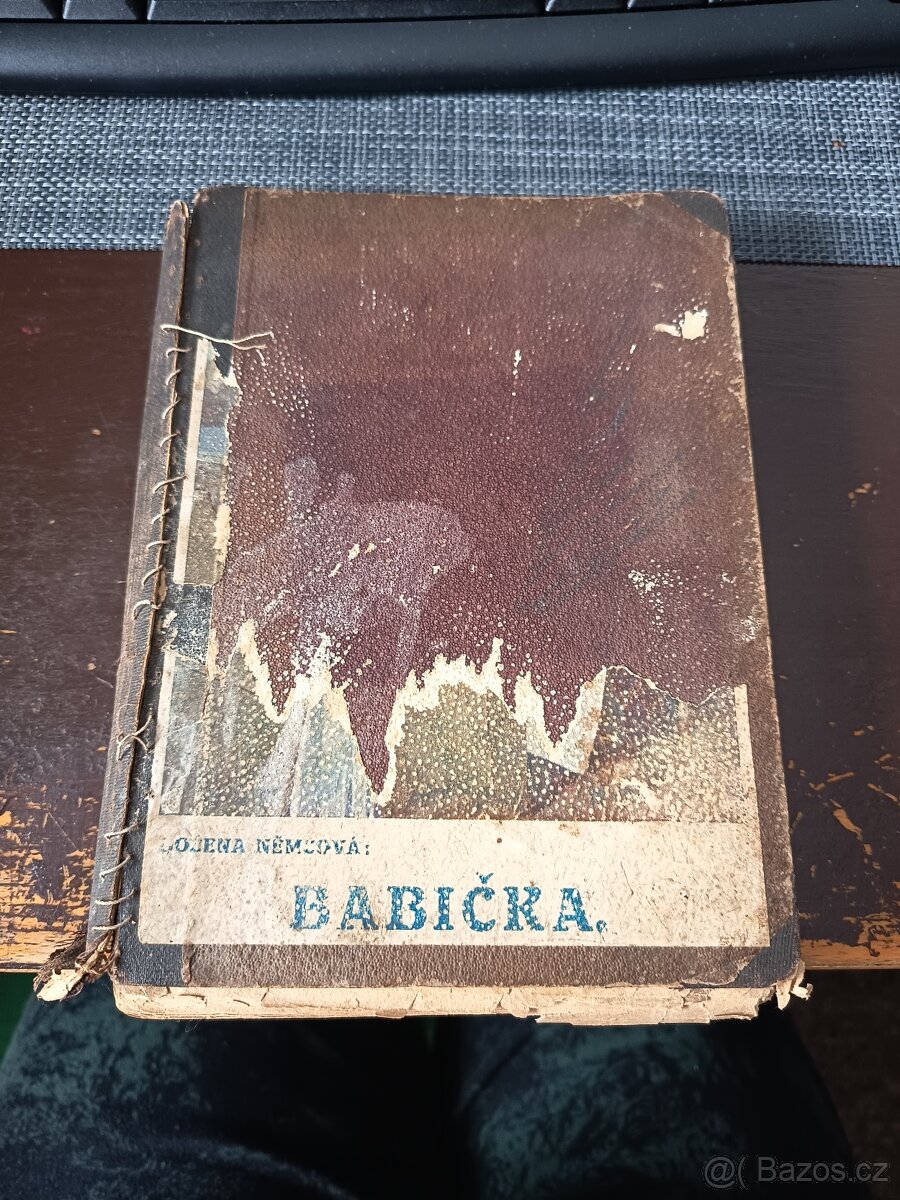 BOŽENA NĚMCOVÁ:
BABIČKA.
@( Bazos.cz